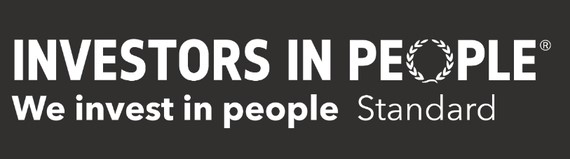 INVESTORS IN PEOPLE®
We invest in people Standard